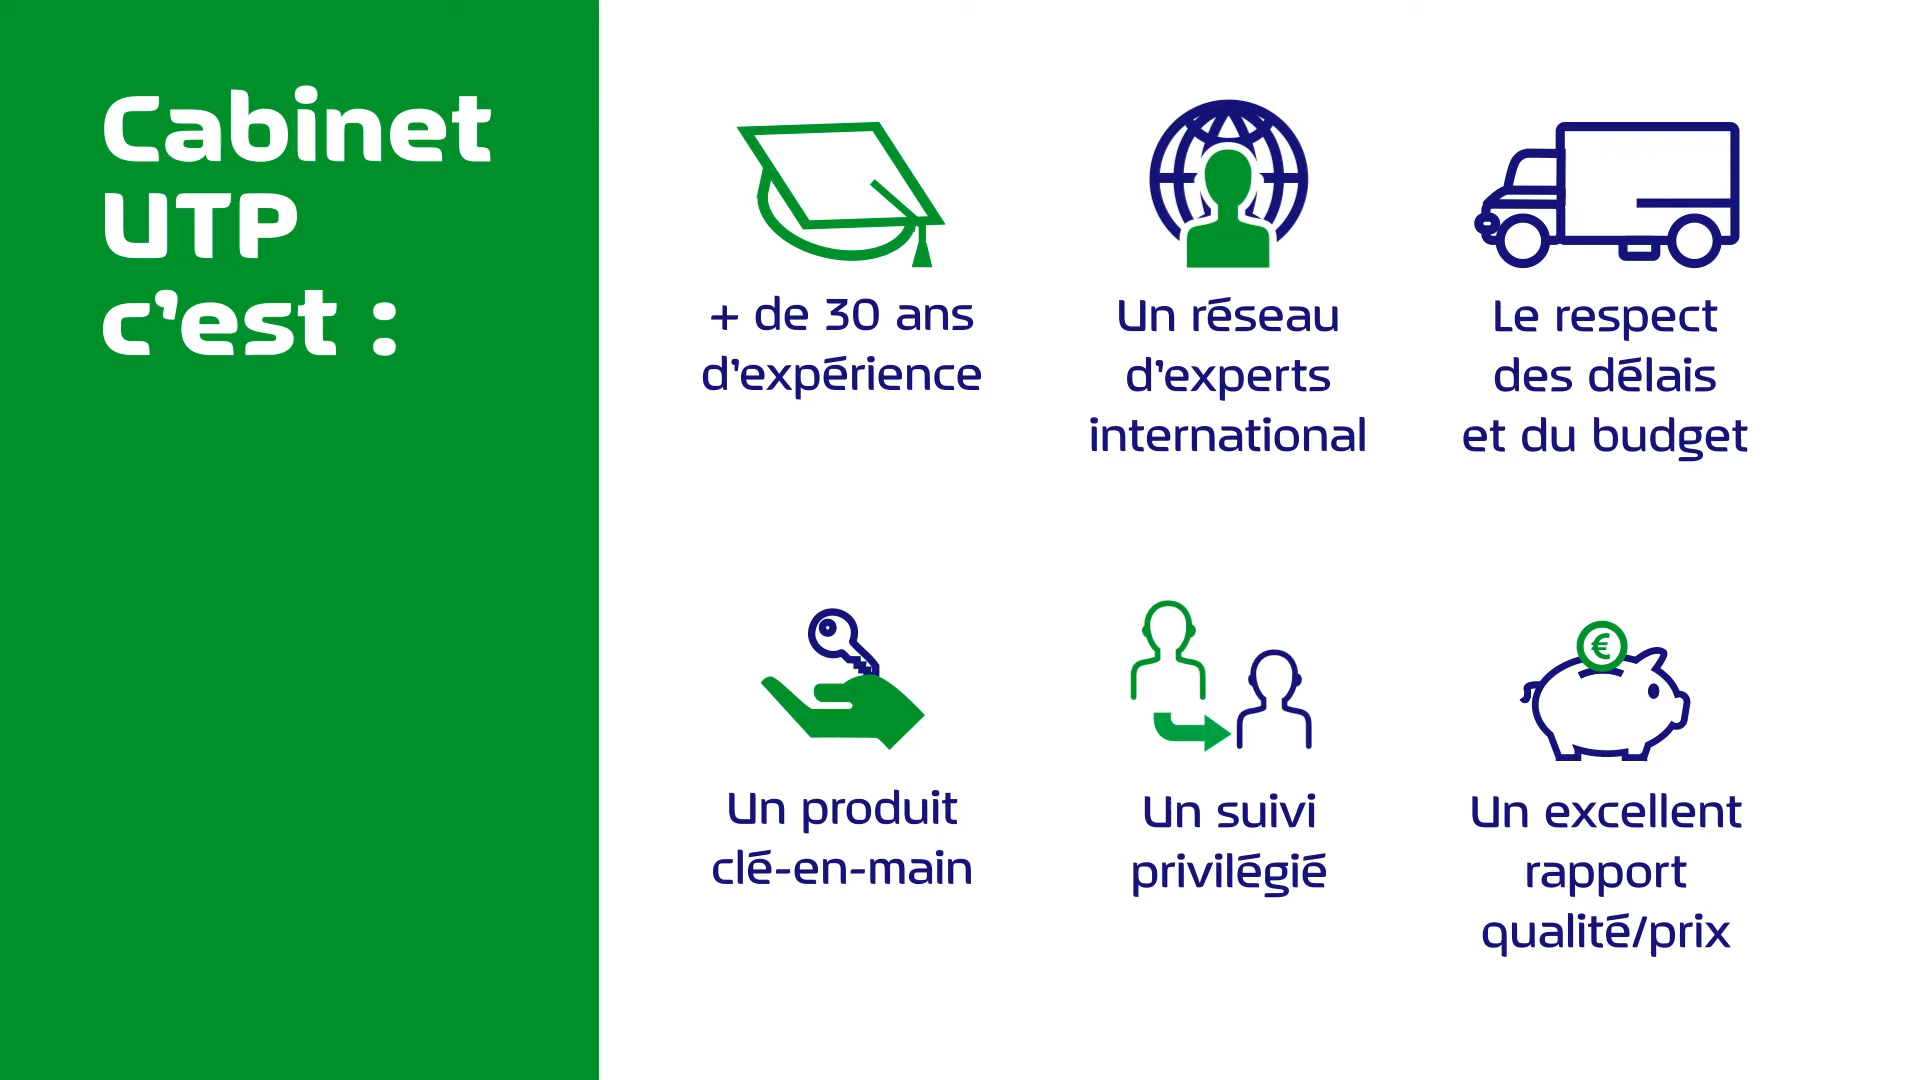 Cabinet
UTP
c'est :
+ de 30 ans
d'expérience
Un réseau
d'experts
international
Le respect
des délais
et du budget
Un produit
clé-en-main
Un suivi
privilégié
€
Un excellent
rapport
qualité/prix